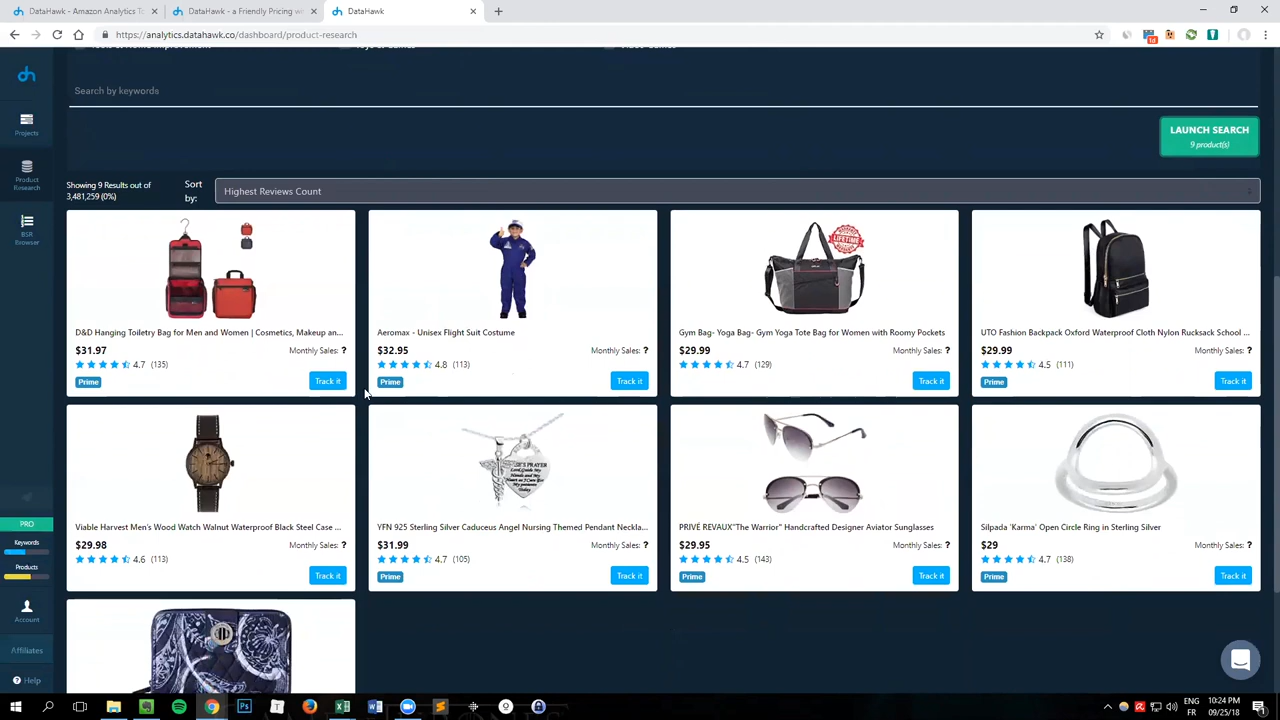 DataHawk - Amazon Analytics To
DataHawk - a Friendly Pricing wi
DataHawk
https://analytics.datahawk.co/dashboard/product-research
1d
dh
Projects
Product
Research
BSR
Browser
PRO
Keywords
Products
Account
Affiliates
Help
Search by keywords
LAUNCH SEARCH
9 product(s)
Showing 9 Results out of
3,481,259 (0%)
Sort
by:
Highest Reviews Count
LIFETIME
D&D Hanging Toiletry Bag for Men and Women | Cosmetics, Makeup an...
$31.97
Monthly Sales: ?
4.7 (135)
Prime
Track it
Aeromax - Unisex Flight Suit Costume
$32.95
Monthly Sales: ?
4.8 (113)
Prime
Track it
Gym Bag- Yoga Bag- Gym Yoga Tote Bag for Women with Roomy Pockets
$29.99
Monthly Sales: ?
4.7 (129)
Track it
UTO Fashion Backpack Oxford Waterproof Cloth Nylon Rucksack School ...
$29.99
Monthly Sales: ?
4.5 (111)
Prime
Track it
Viable Harvest Men's Wood Watch Walnut Waterproof Black Steel Case ...
$29.98
Monthly Sales: ?
4.6 (113)
Track it
YFN 925 Sterling Silver Caduceus Angel Nursing Themed Pendant Neckla...
$31.99
Monthly Sales: ?
4.7 (105)
Prime
Track it
PRIVÉ REVAUX"The Warrior" Handcrafted Designer Aviator Sunglasses
$29.95
Monthly Sales: ?
4.5 (143)
Prime
Track it
Silpada 'Karma' Open Circle Ring in Sterling Silver
$29
Monthly Sales: ?
4.7 (138)
Prime
Track it
ENG
FR
10:24 PM
09/25/18